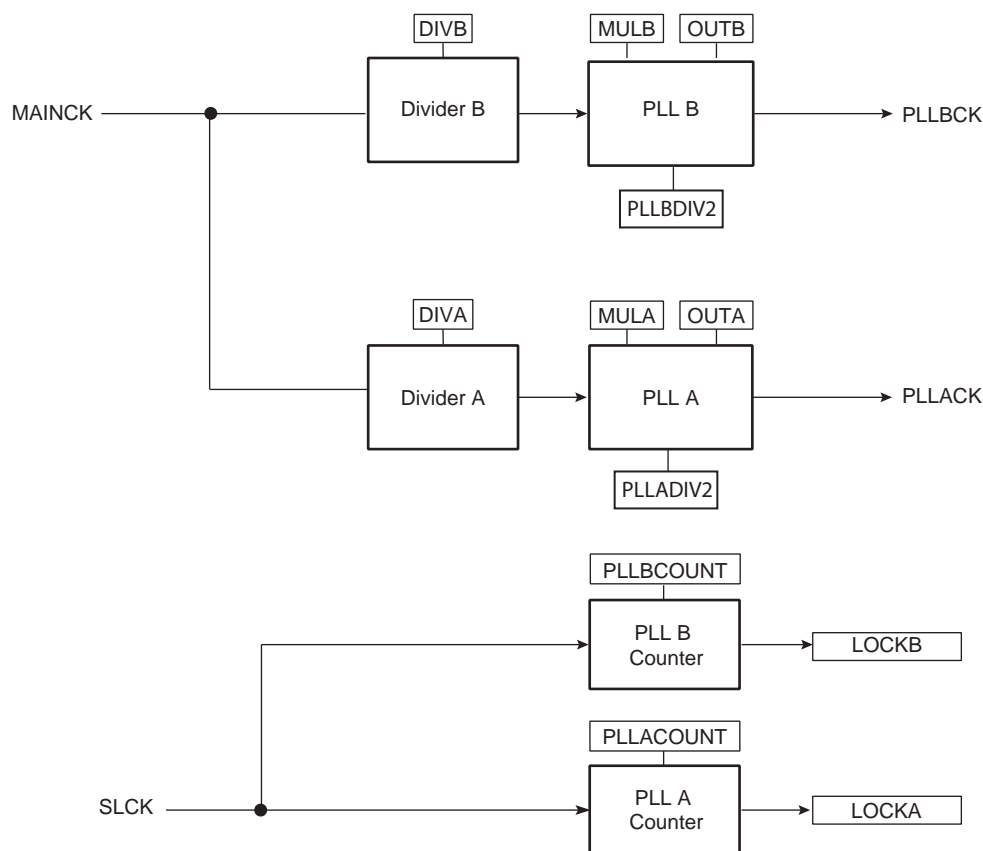 DIVB
MULB
OUTB
MAINCK
Divider B
PLL B
PLLBCK
PLLBDIV2
DIVA
MULA
OUTA
Divider A
PLL A
PLLACK
PLLADIV2
PLLBCOUNT
PLL B
Counter
LOCKB
PLLACOUNT
SLCK
PLL A
Counter
LOCKA